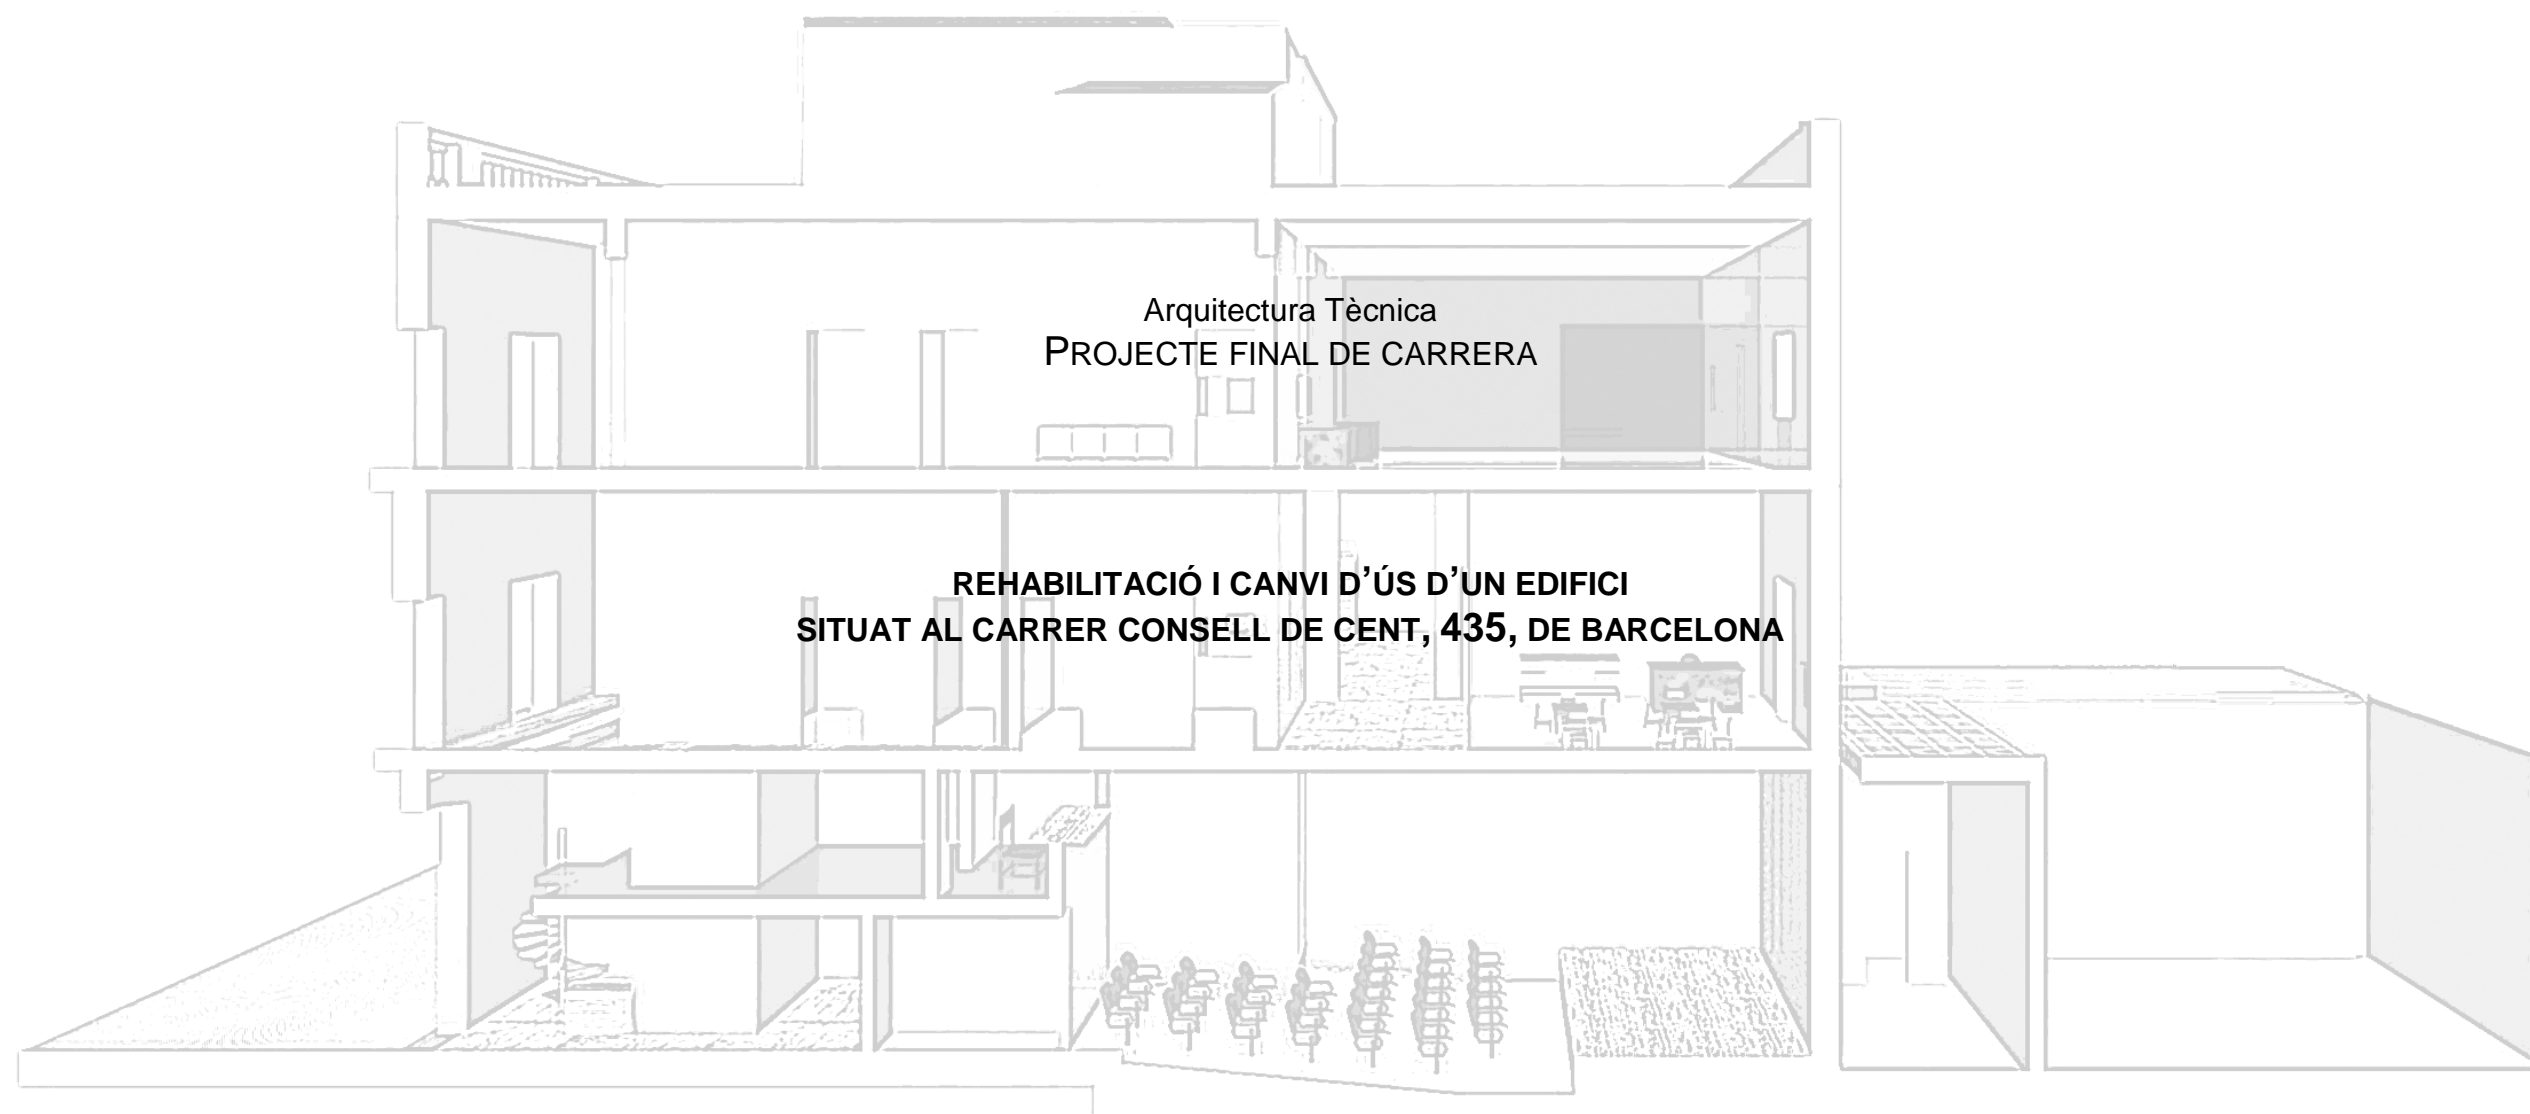 Arquitectura Tècnica
PROJECTE FINAL DE CARRERA
REHABILITACIÓ I CANVI D’ÚS D’UN EDIFICI
SITUAT AL CARRER CONSELL DE CENT, 435, DE BARCELONA